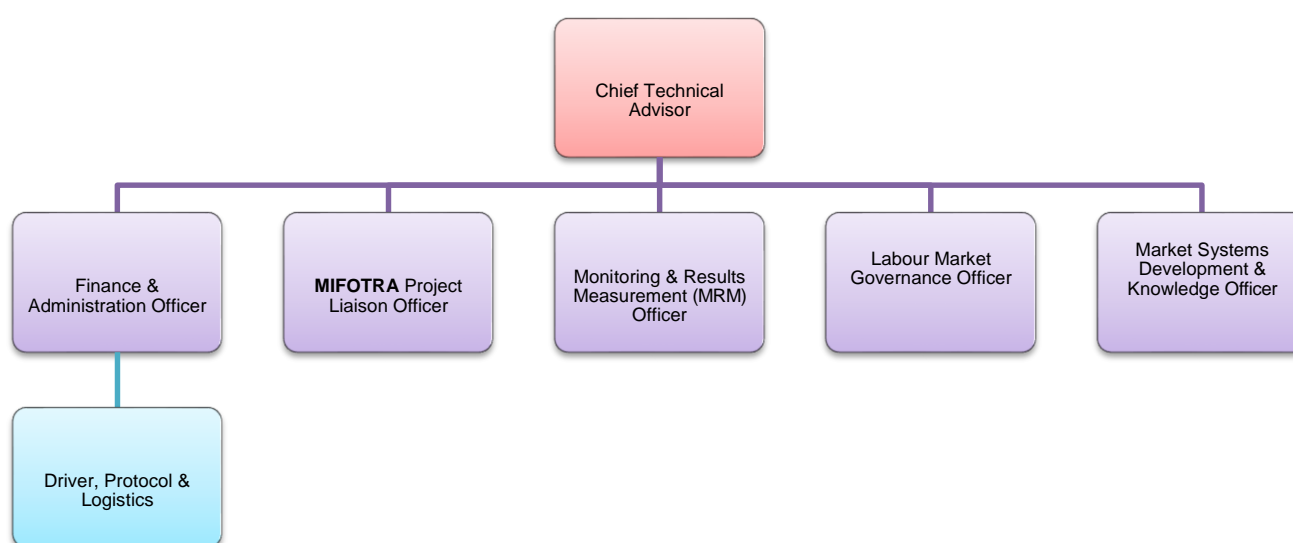 Chief Technical
Advisor
Finance &
Administration Officer
MIFOTRA Project
Liaison Officer
Monitoring & Results
Measurement (MRM)
Officer
Labour Market
Governance Officer
Market Systems
Development &
Knowledge Officer
Driver, Protocol &
Logistics